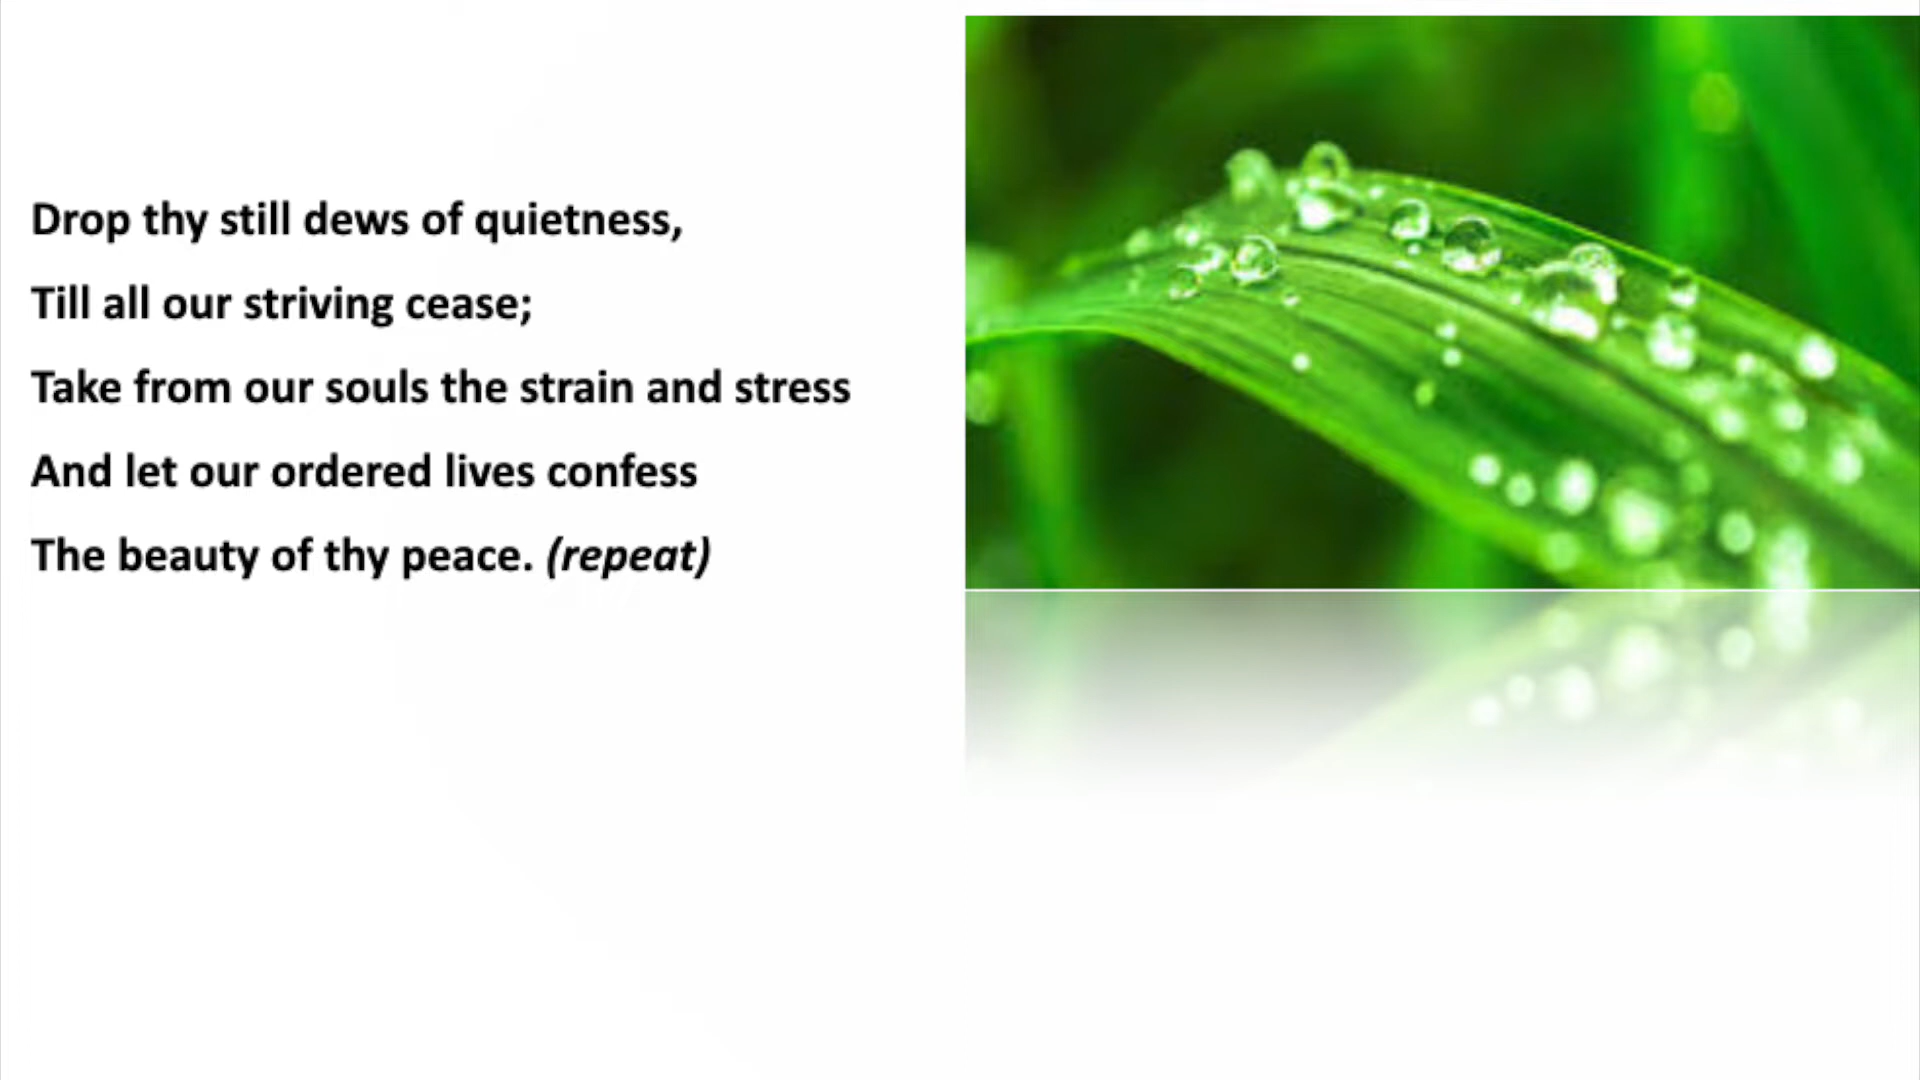 Drop thy still dews of quietness,
Till all our striving cease;
Take from our souls the strain and stress
And let our ordered lives confess
The beauty of thy peace. (repeat)